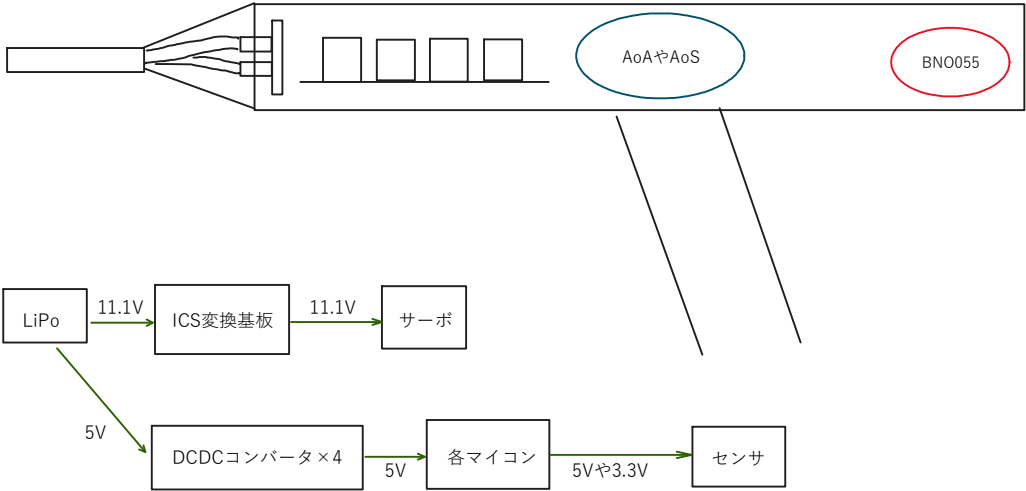 AoAやAoS
BNO055
LiPo
11.1V
ICS変換基板
11.1V
サーボ
5V
DCDCコンバータ×4
5V
各マイコン
5Vや3.3V
センサ